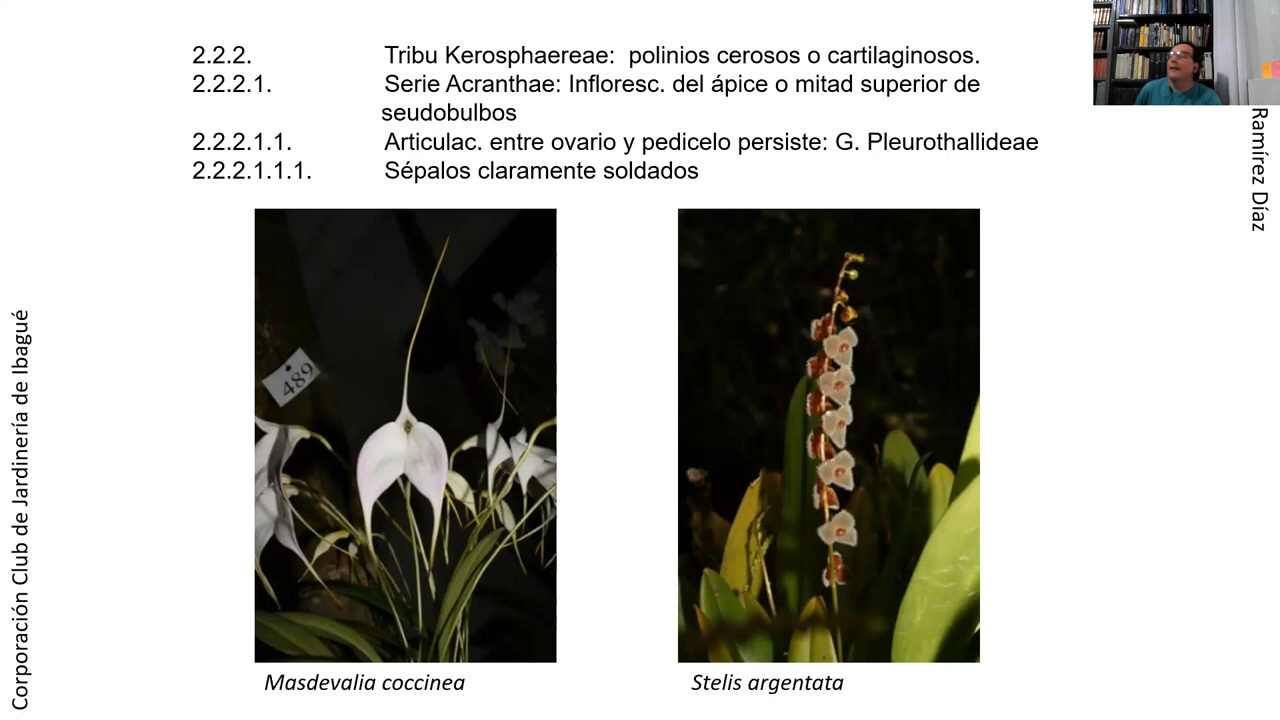 2.2.2. Tribu Kerosphaereae: polinios cerosos o cartilaginosos.
2.2.2.1. Serie Acranthae: Infloresc. del ápice o mitad superior de
seudobulbos
2.2.2.1.1. Articulac. entre ovario y pedicelo persiste: G. Pleurothallideae
2.2.2.1.1.1. Sépalos claramente soldados
489
Masdevalia coccinea
Stelis argentata
Corporación Club de Jardinería de Ibagué
Ramírez Díaz